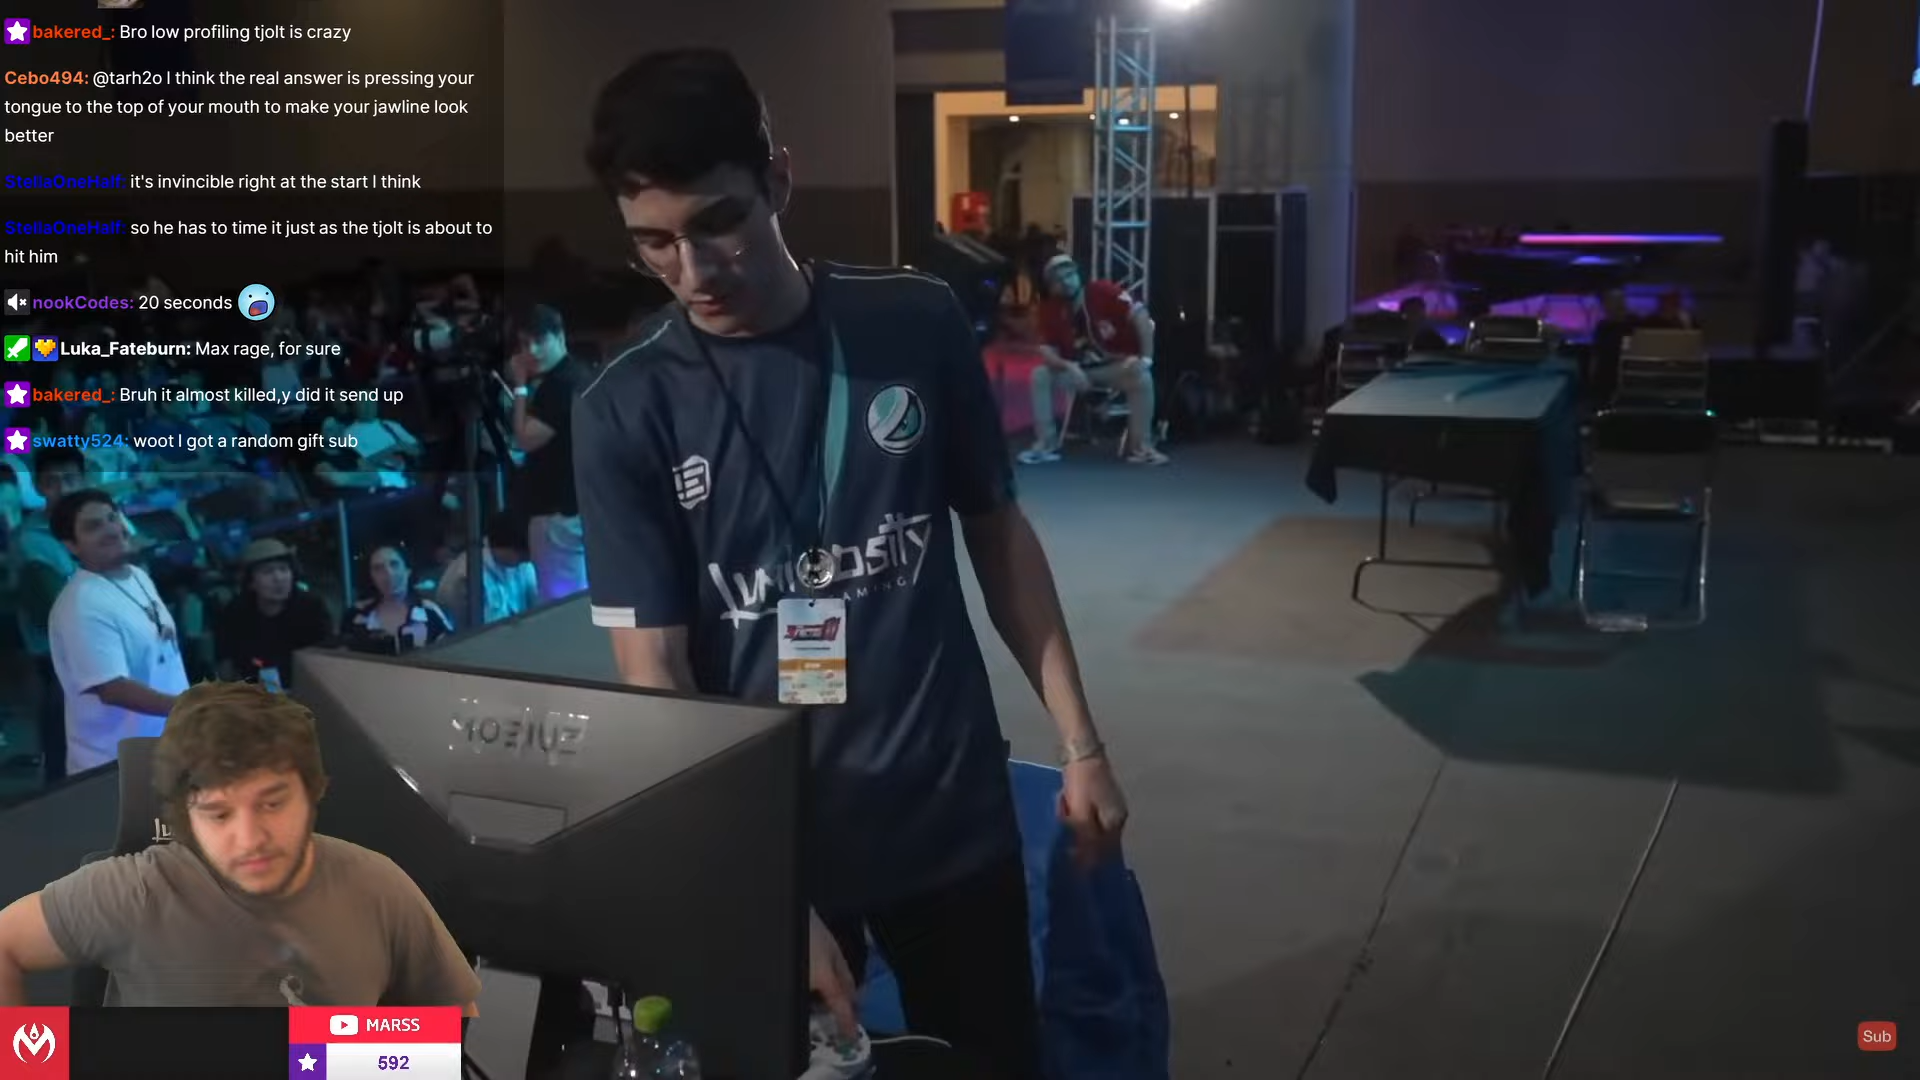 bakered_: Bro low profiling tjolt is crazy
Cebo494: @tarh2o I think the real answer is pressing your
tongue to the top of your mouth to make your jawline look
better
StellaOneHalf: it's invincible right at the start I think
StellaOneHalf: so he has to time it just as the tjolt is about to
hit him
nookCodes: 20 seconds
Luka_Fateburn: Max rage, for sure
bakered_: Bruh it almost killed,y did it send up
swatty524: woot I got a random gift sub
GAMING
MOBIUZ
MARSS
592
Sub